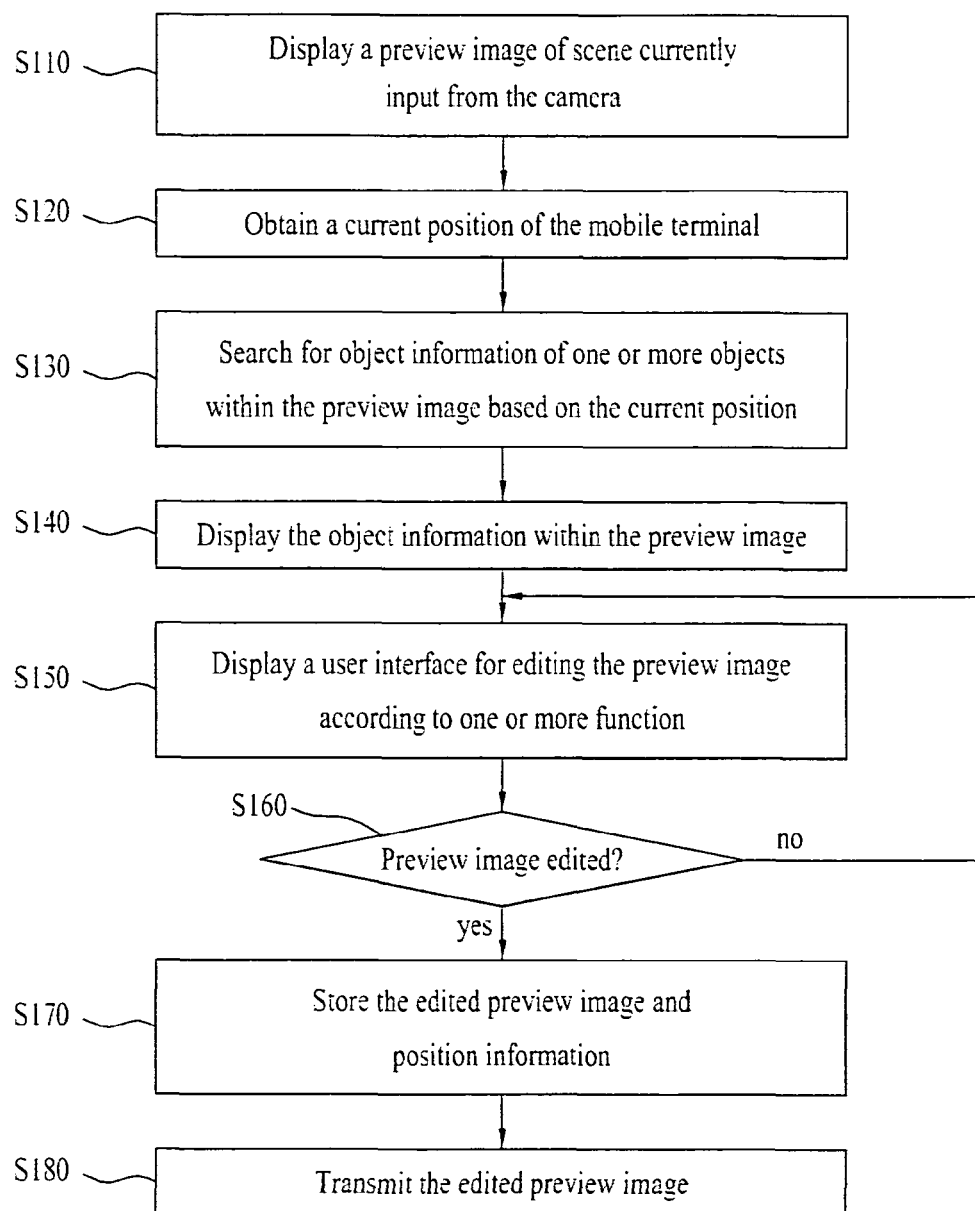 S110
Display a preview image of scene currently
input from the camera
S120
Obtain a current position of the mobile terminal
S130
Search for object information of one or more objects
within the preview image based on the current position
S140
Display the object information within the preview image
S150
Display a user interface for editing the preview image
according to one or more function
S160
Preview image edited?
no
yes
S170
Store the edited preview image and
position information
S180
Transmit the edited preview image